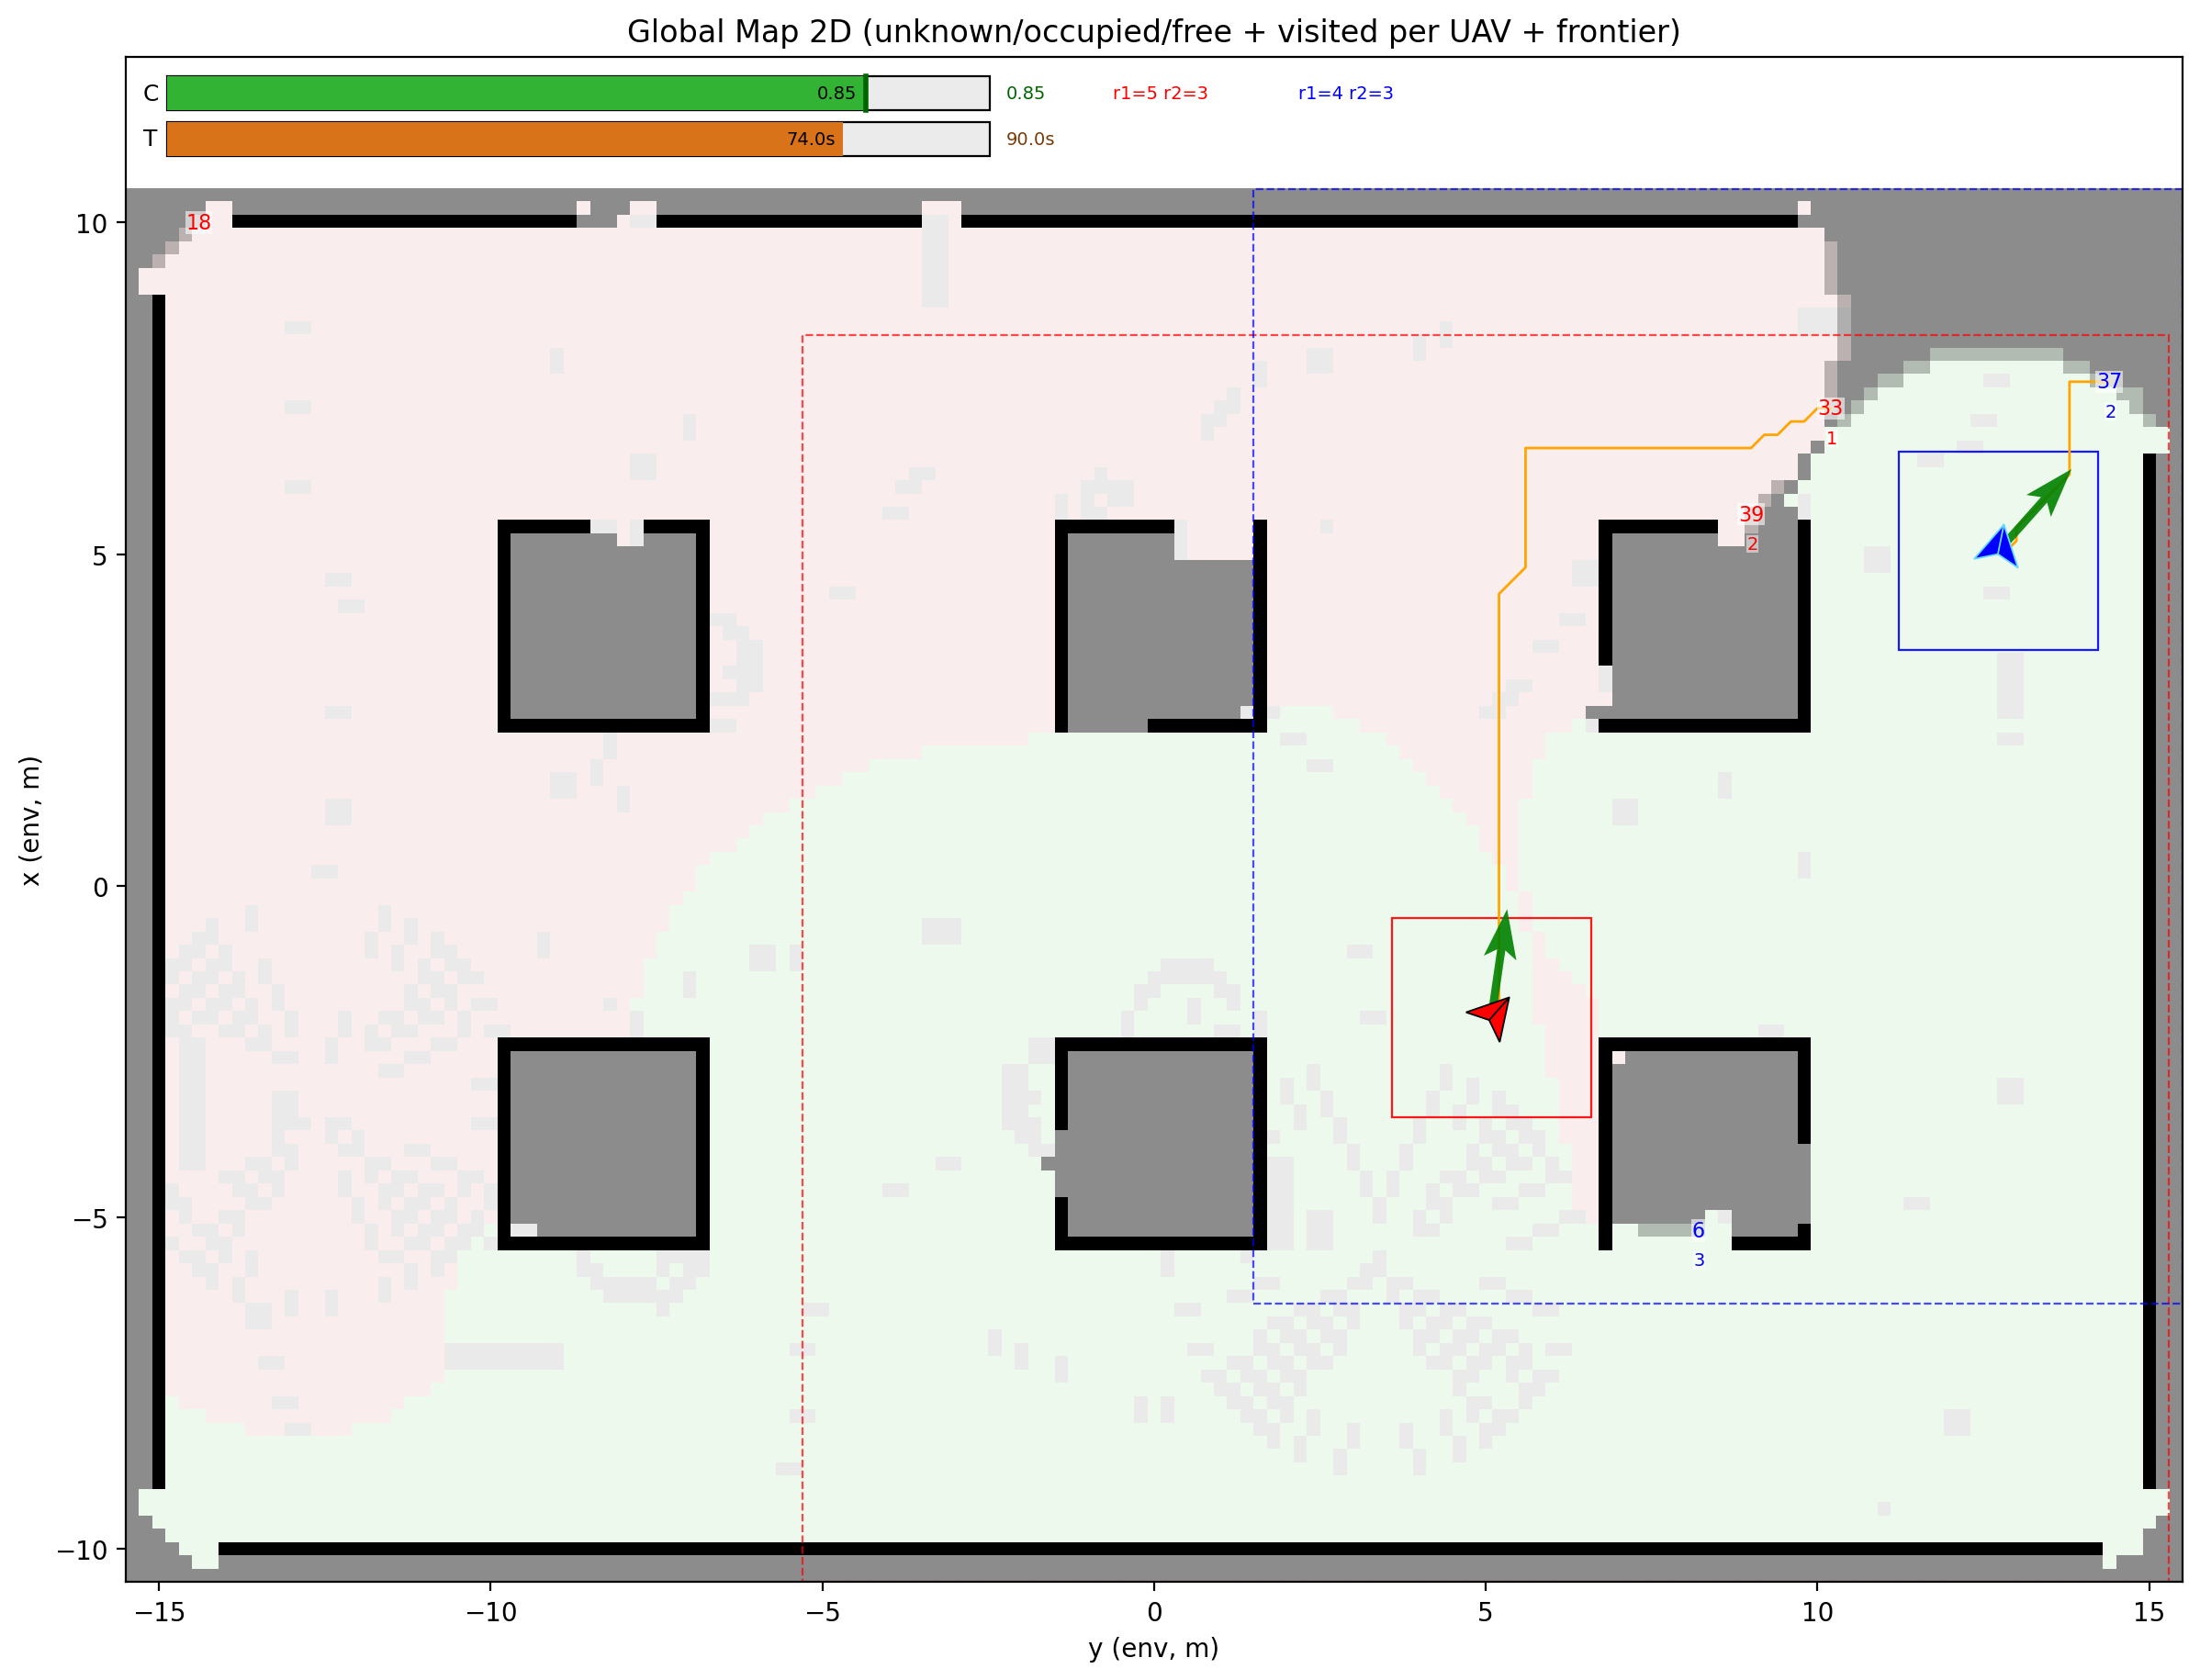 Global Map 2D (unknown/occupied/free + visited per UAV + frontier)
C 0.85 0.85 r1=5 r2=3 r1=4 r2=3
T 74.0s 90.0s
10
5
0
−5
−10
x (env, m)
18
37
2
33
1
39
2
6
3
−15 −10 −5 0 5 10 15
y (env, m)